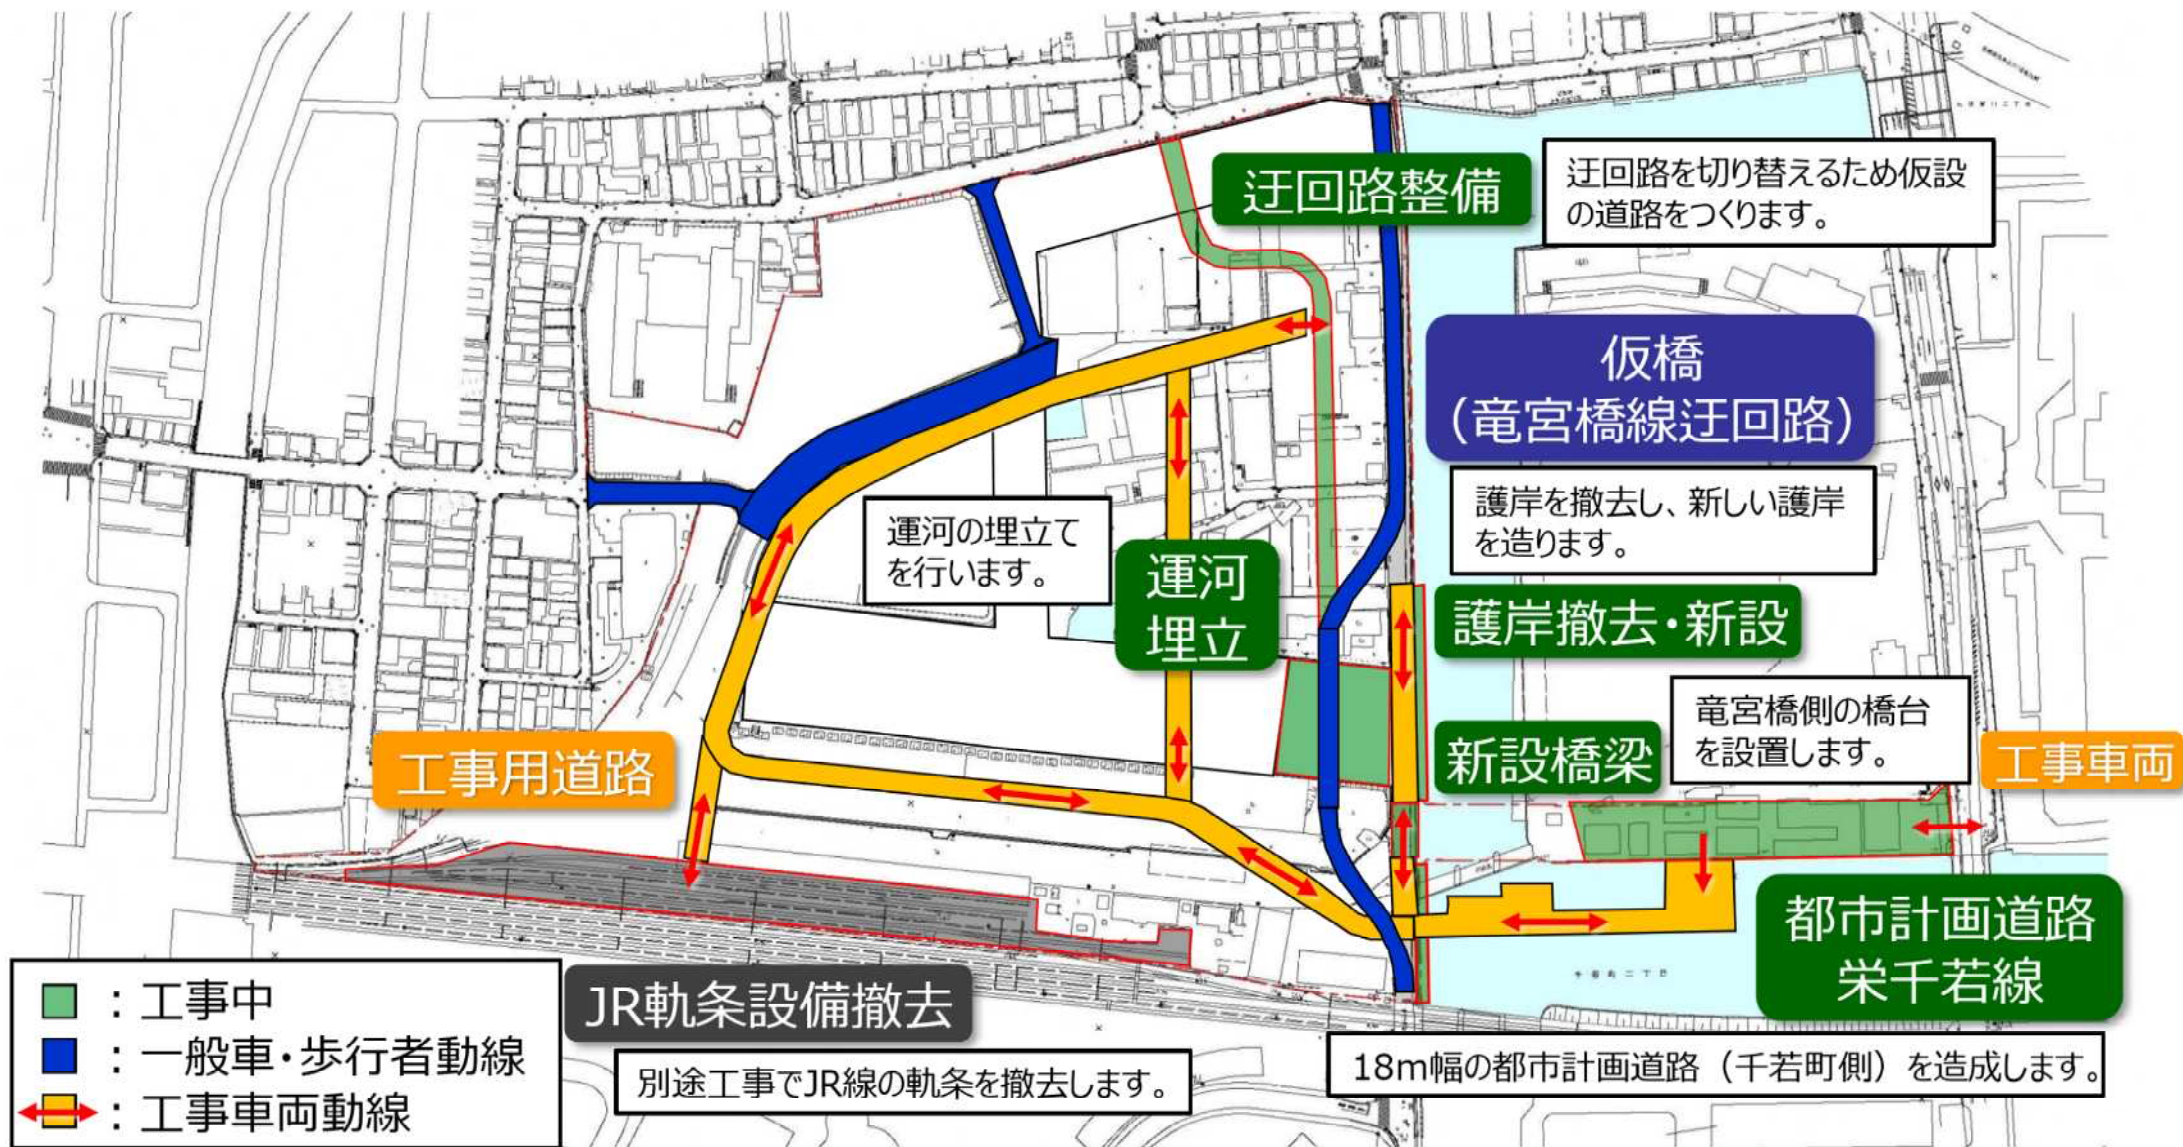 迂回路整備
迂回路を切り替えるため仮設
の道路をつくります。
仮橋
（竜宮橋線迂回路）
護岸を撤去し、新しい護岸
を造ります。
運河の埋立て
を行います。
運河
埋立
護岸撤去・新設
竜宮橋側の橋台
を設置します。
新設橋梁
工事車両
工事用道路
都市計画道路
栄千若線
千若町二丁目
JR軌条設備撤去
別途工事でJR線の軌条を撤去します。
18m幅の都市計画道路（千若町側）を造成します。
：工事中
：一般車・歩行者動線
：工事車両動線